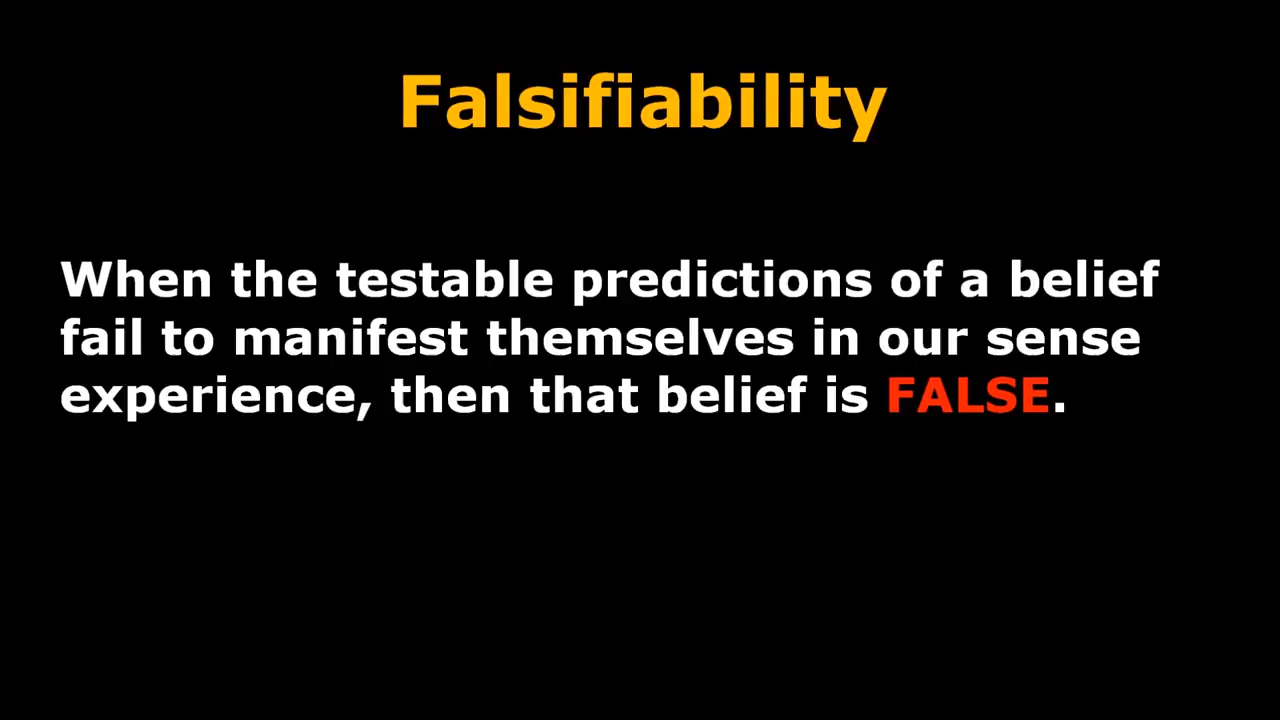 Falsifiability
When the testable predictions of a belief
fail to manifest themselves in our sense
experience, then that belief is FALSE.